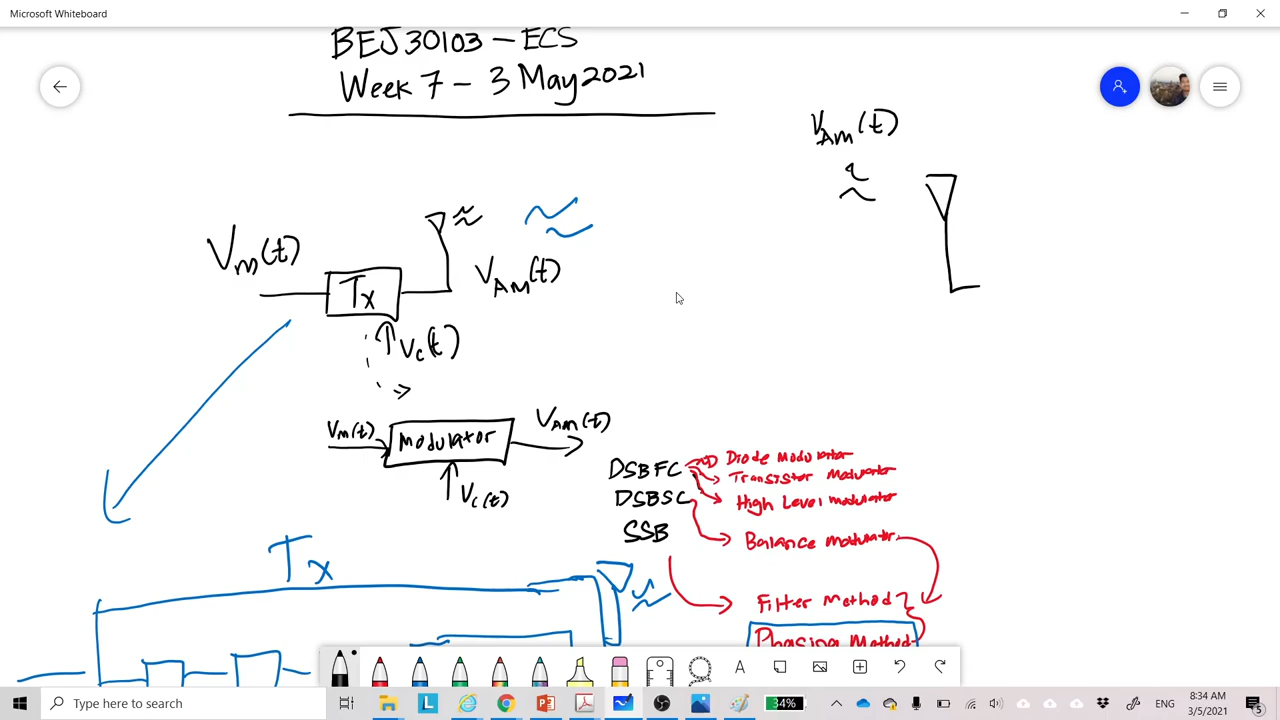 Microsoft Whiteboard
BEJ30103 – ECS
Week 7 – 3 May 2021
VAM(t)
Vm(t)
Tx
VAM(t)
Vc(t)
Vm(t)
modulator
VAM(t)
Vc(t)
DSBFC
DSBSC
SSB
Diode Modulator
Transistor Modulator
High Level modulator
Balance modulator
Filter Method
Phasing Method
Tx
A
Type here to search
34%
ENG
8:34 AM
3/5/2021
5